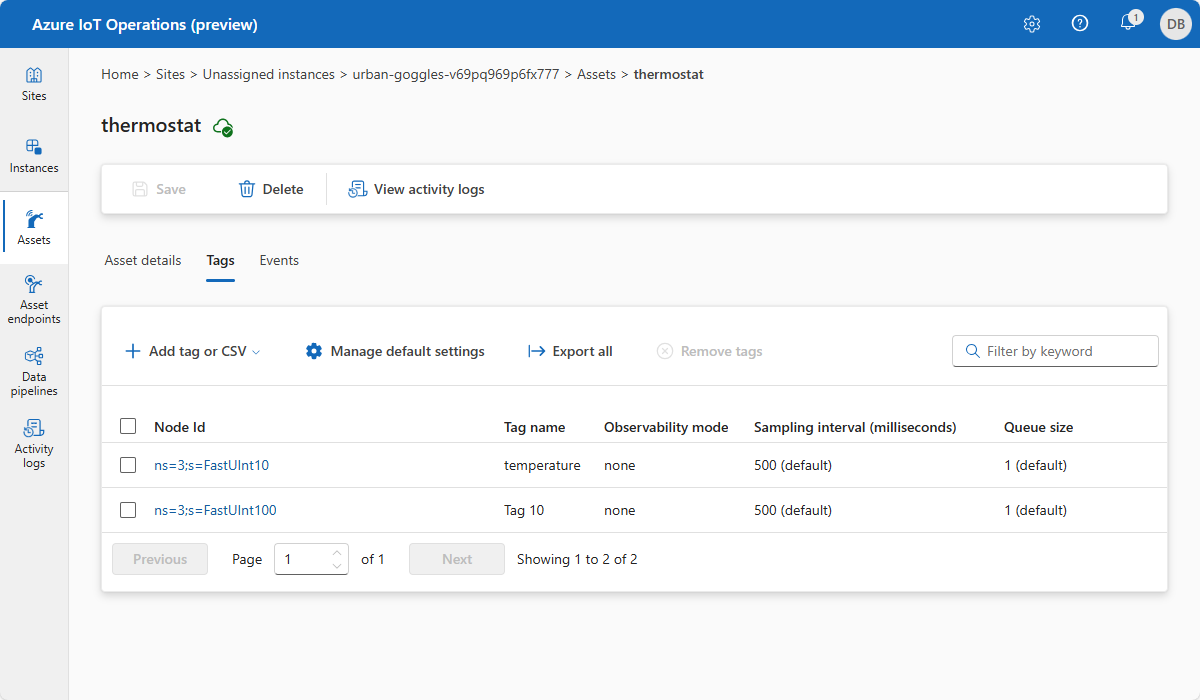 Azure IoT Operations (preview)
1
DB
Sites
Instances
Assets
Asset
endpoints
Data
pipelines
Activity
logs
Home > Sites > Unassigned instances > urban-goggles-v69pq969p6fx777 > Assets > thermostat
thermostat
Save Delete View activity logs
Asset details Tags Events
Add tag or CSV Manage default settings Export all Remove tags Filter by keyword
Node Id Tag name Observability mode Sampling interval (milliseconds) Queue size
ns=3;s=FastUInt10 temperature none 500 (default) 1 (default)
ns=3;s=FastUInt100 Tag 10 none 500 (default) 1 (default)
Previous Page 1 of 1 Next Showing 1 to 2 of 2